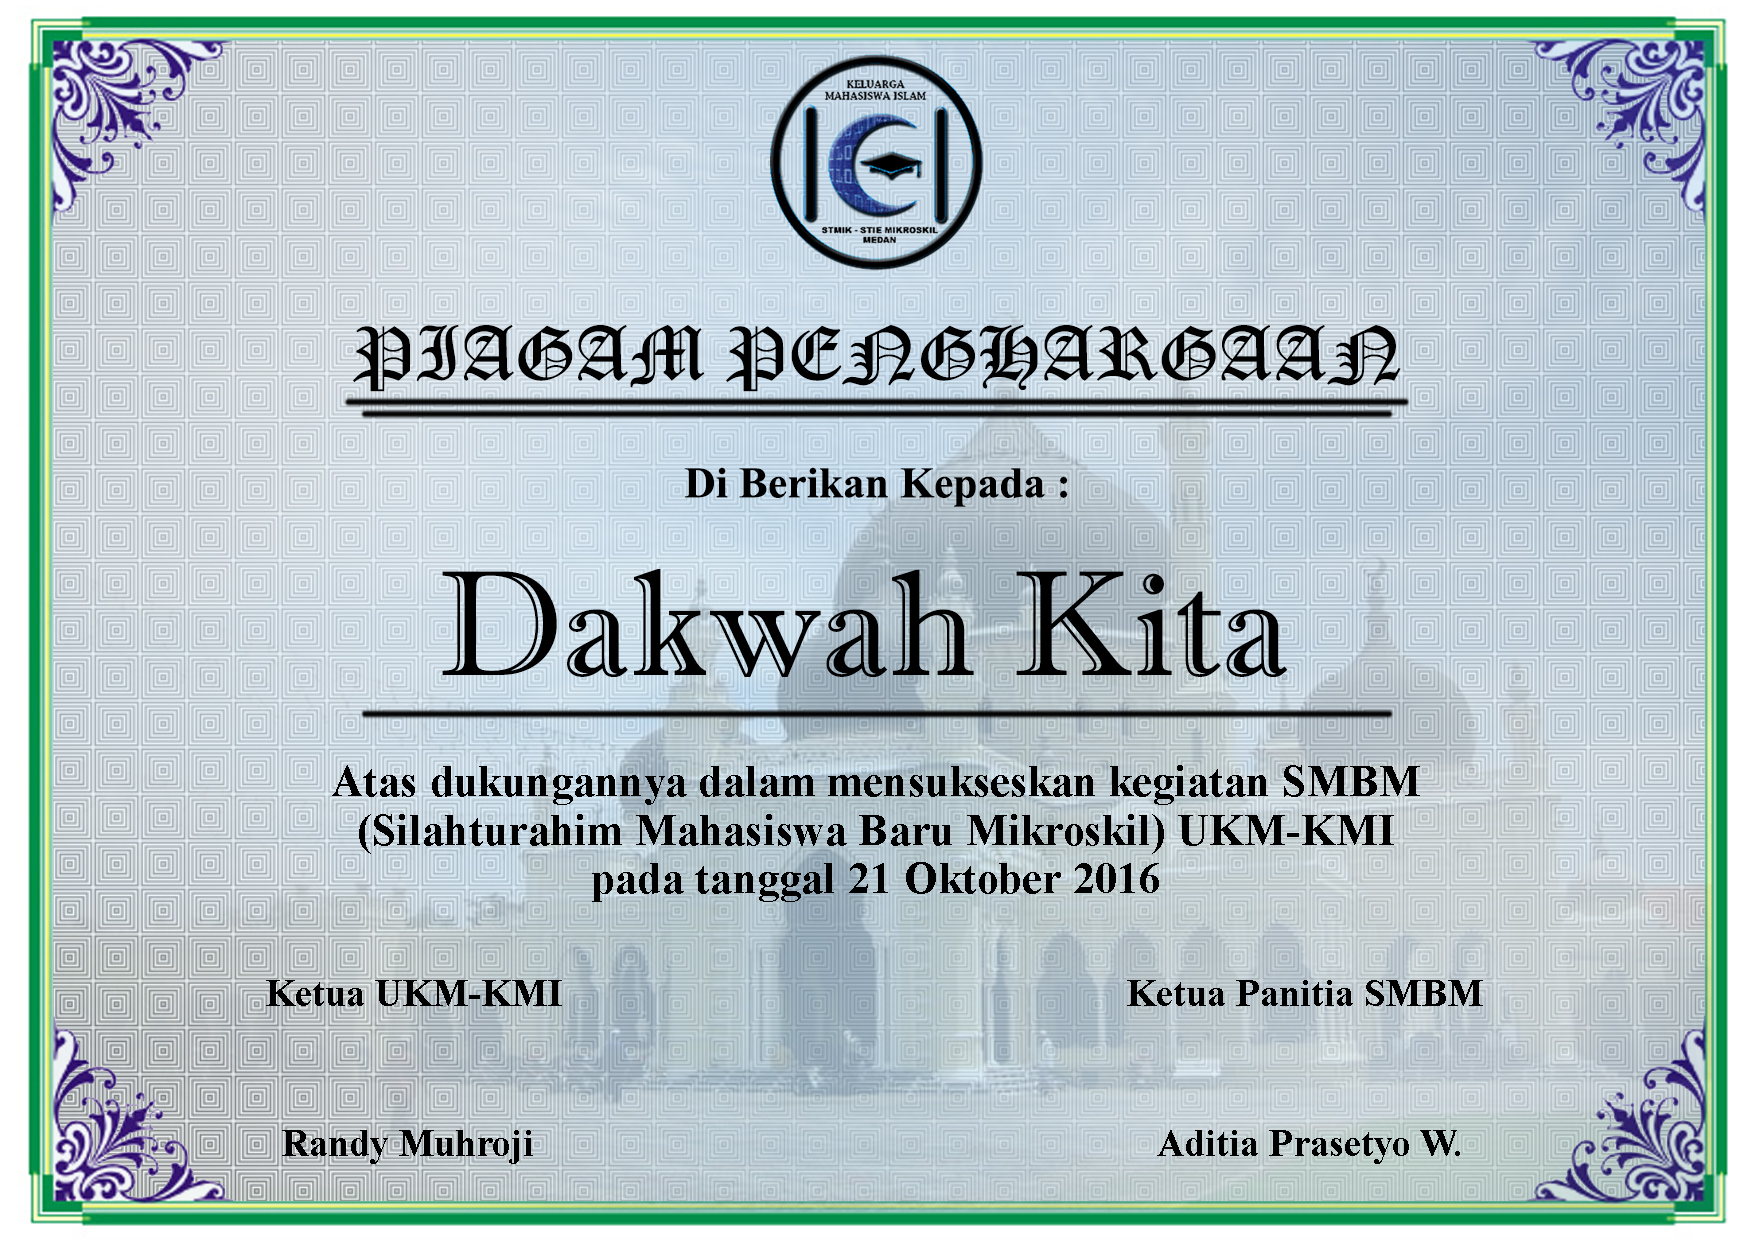 KELUARGA
MAHASISWA ISLAM
STMIK - STIE MIKROSKIL
MEDAN
PIAGAM PENGHARGAAN
Di Berikan Kepada :
Dakwah Kita
Atas dukungannya dalam mensukseskan kegiatan SMBM
(Silahturahim Mahasiswa Baru Mikroskil) UKM-KMI
pada tanggal 21 Oktober 2016
Ketua UKM-KMI
Ketua Panitia SMBM
Randy Muhroji
Aditia Prasetyo W.